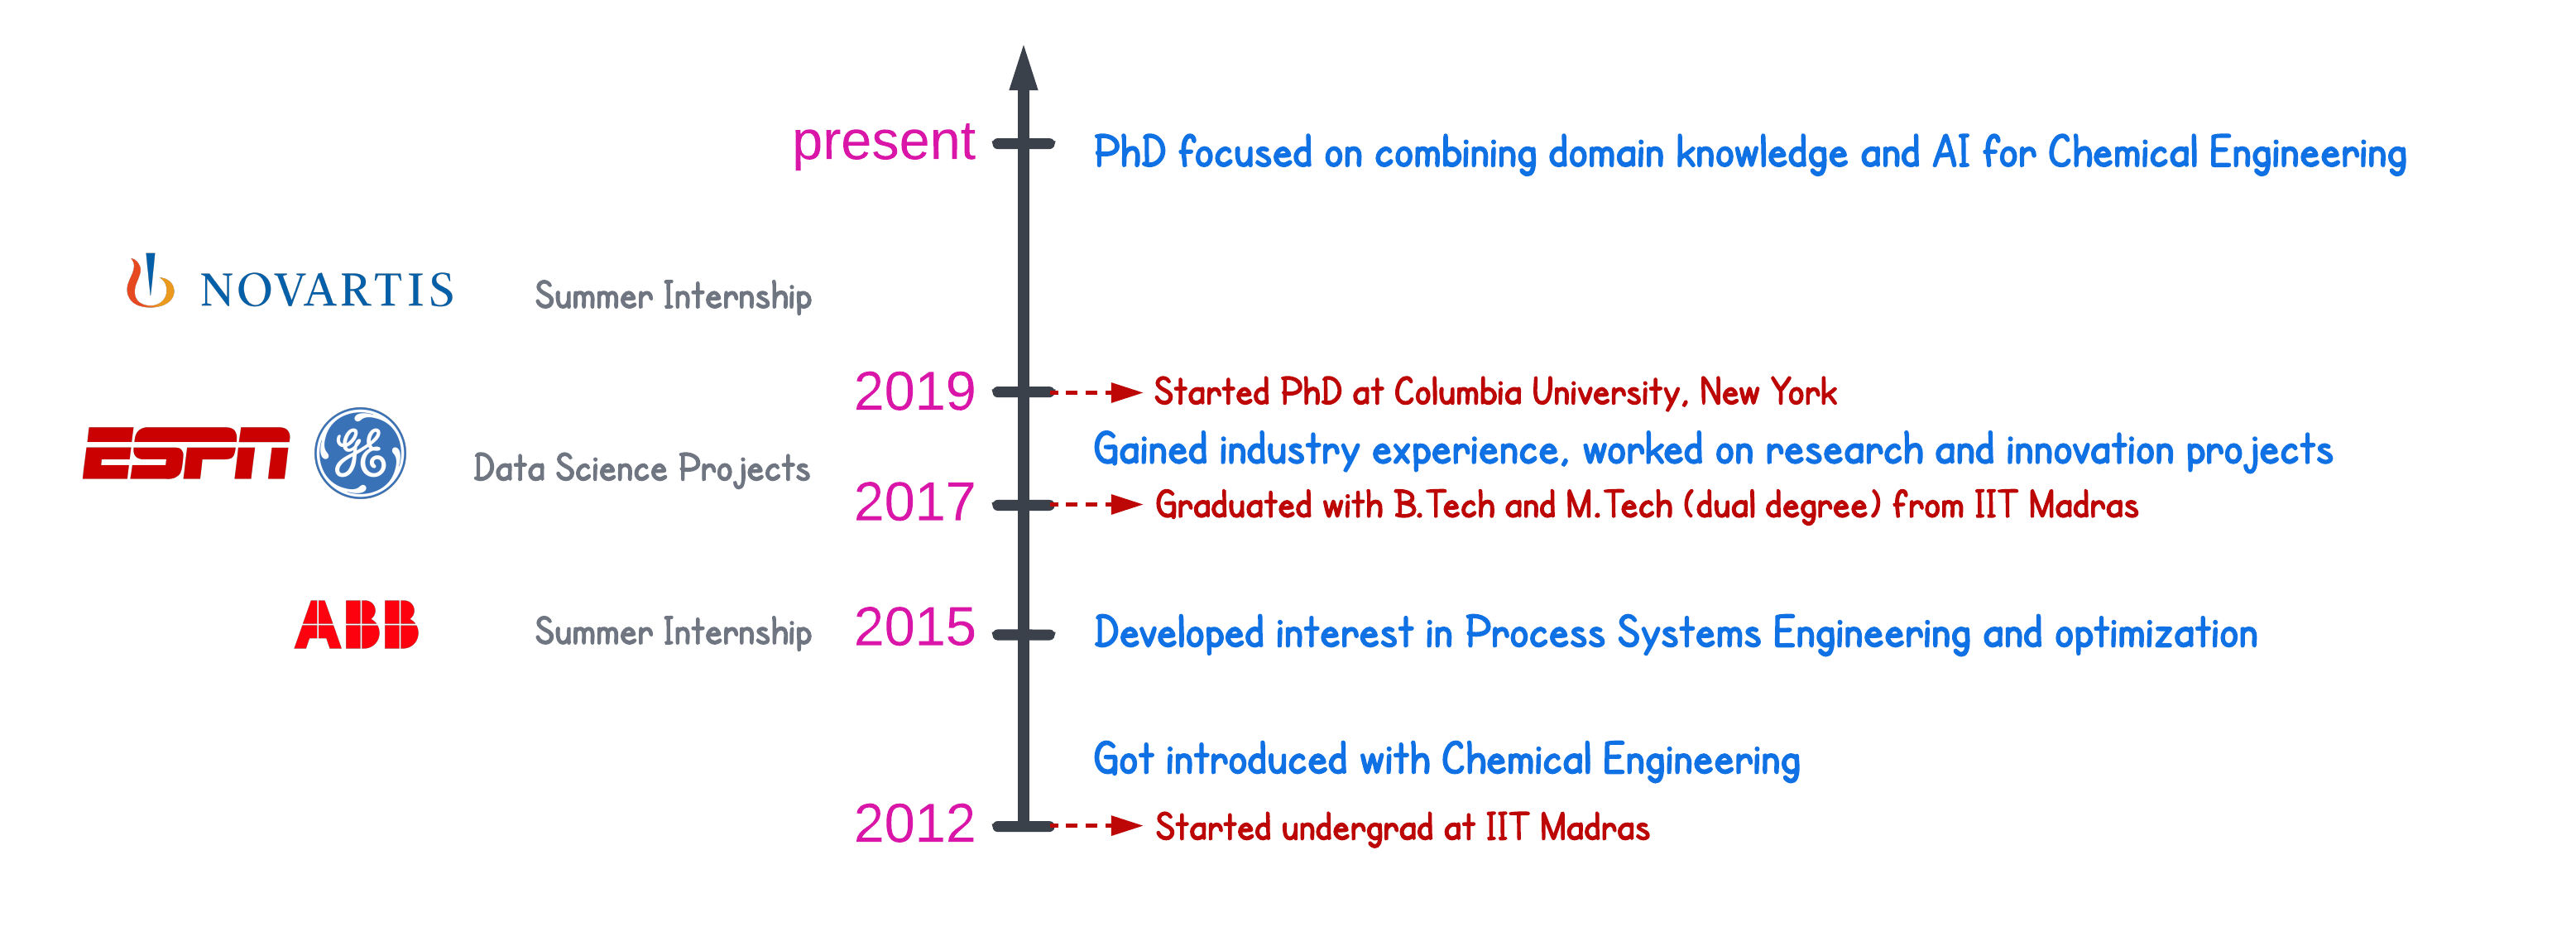 present
PhD focused on combining domain knowledge and AI for Chemical Engineering
NOVARTIS
Summer Internship
2019
Started PhD at Columbia University, New York
ESPN
GE
Data Science Projects
Gained industry experience, worked on research and innovation projects
2017
Graduated with B.Tech and M.Tech (dual degree) from IIT Madras
ABB
Summer Internship
2015
Developed interest in Process Systems Engineering and optimization
Got introduced with Chemical Engineering
2012
Started undergrad at IIT Madras